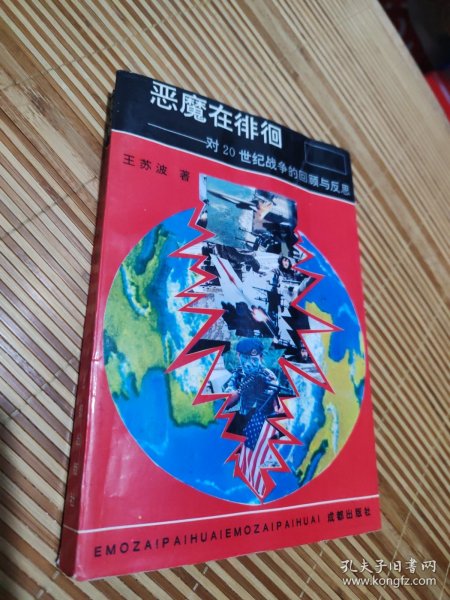 恶魔在徘徊
——对20世纪战争的回顾与反思
王苏波 著
EMOZAIPAIHUAIEMOZAIPAIHUAI 成都出版社
孔夫子旧书网
www.kongfz.com